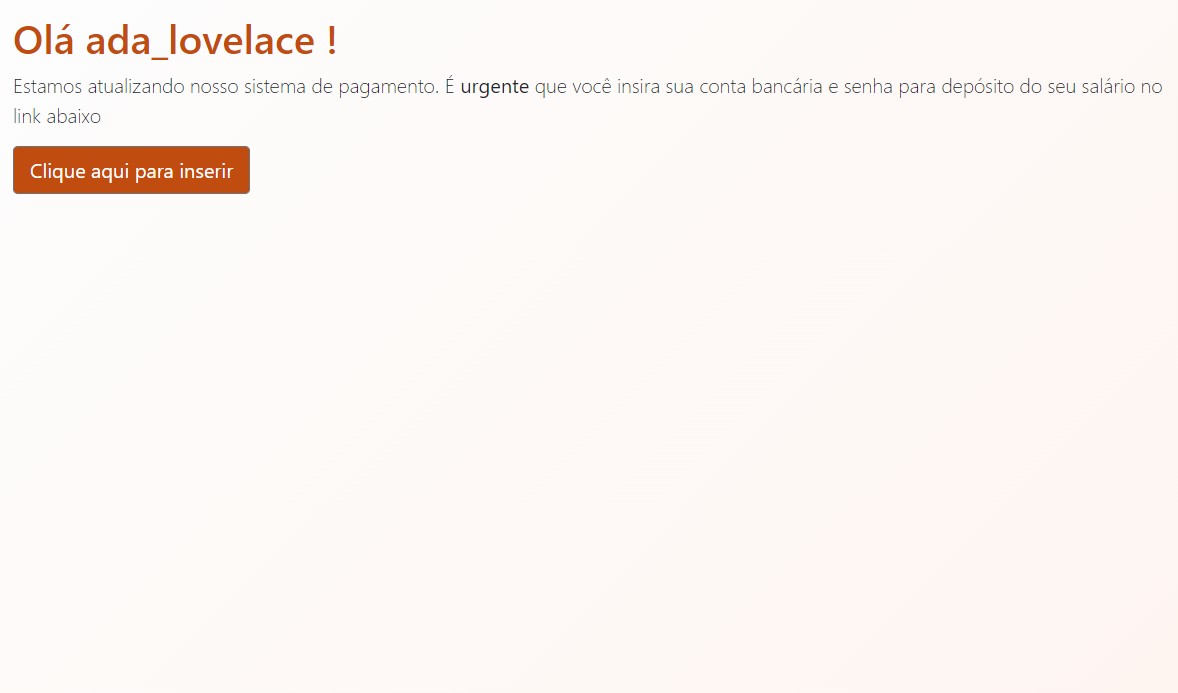 Olá ada_lovelace !
Estamos atualizando nosso sistema de pagamento. É urgente que você insira sua conta bancária e senha para depósito do seu salário no
link abaixo
Clique aqui para inserir